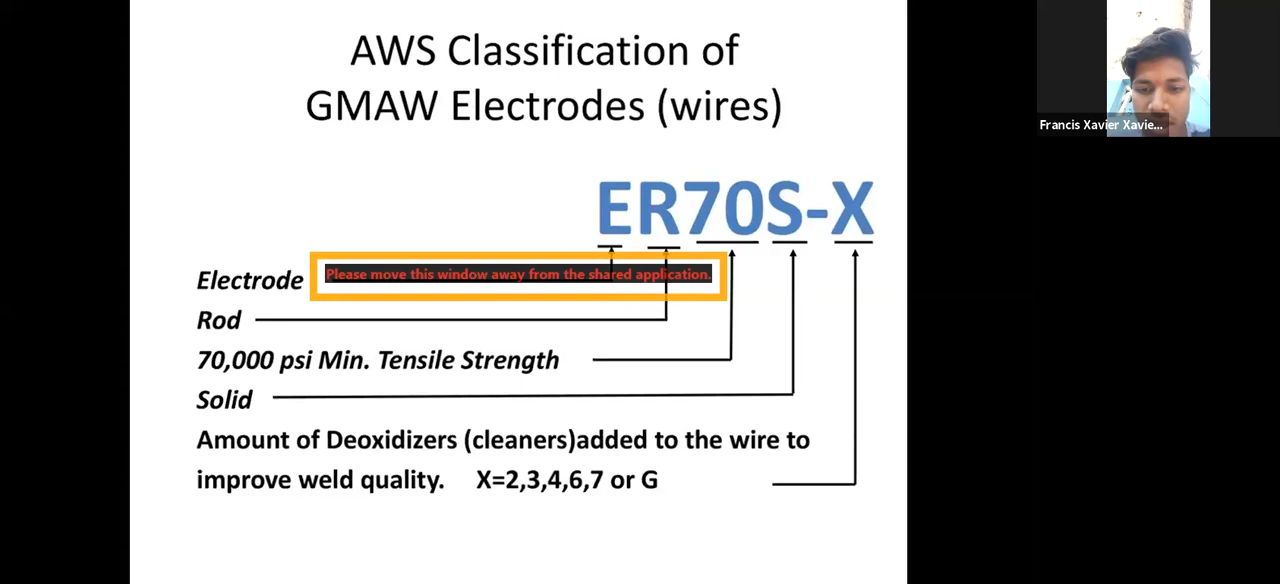 AWS Classification of
GMAW Electrodes (wires)
Francis Xavier Xavie...
ER70S-X
Please move this window away from the shared application.
Electrode
Rod
70,000 psi Min. Tensile Strength
Solid
Amount of Deoxidizers (cleaners)added to the wire to
improve weld quality. X=2,3,4,6,7 or G